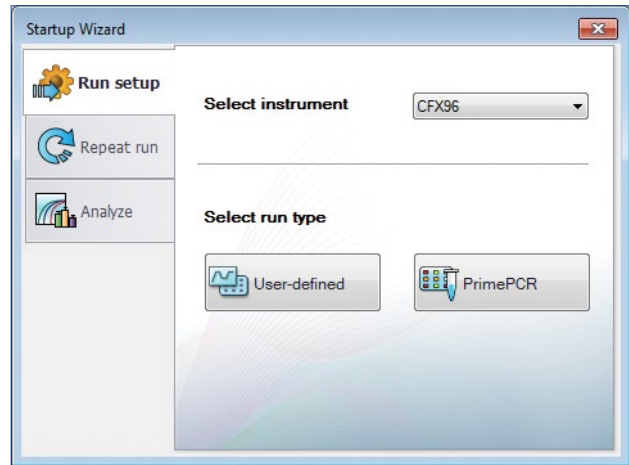 Startup Wizard
Run setup
Repeat run
Analyze
Select instrument
CFX96
Select run type
User-defined
PrimePCR